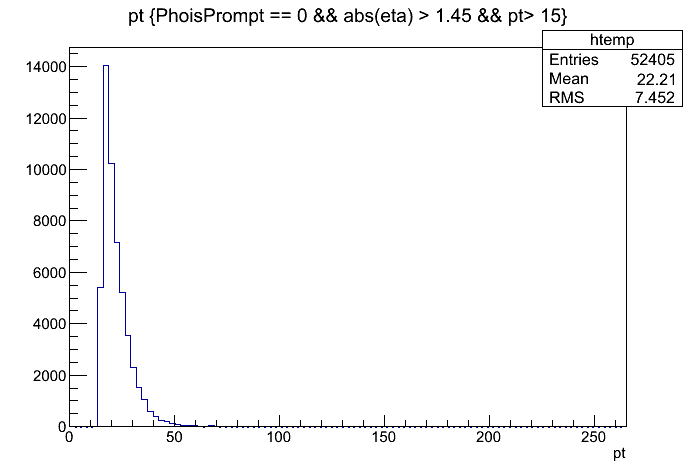 pt {PhoisPrompt == 0 && abs(eta) > 1.45 && pt> 15}
htemp
Entries 52405
Mean 22.21
RMS 7.452
14000
12000
10000
8000
6000
4000
2000
0
0 50 100 150 200 250
pt